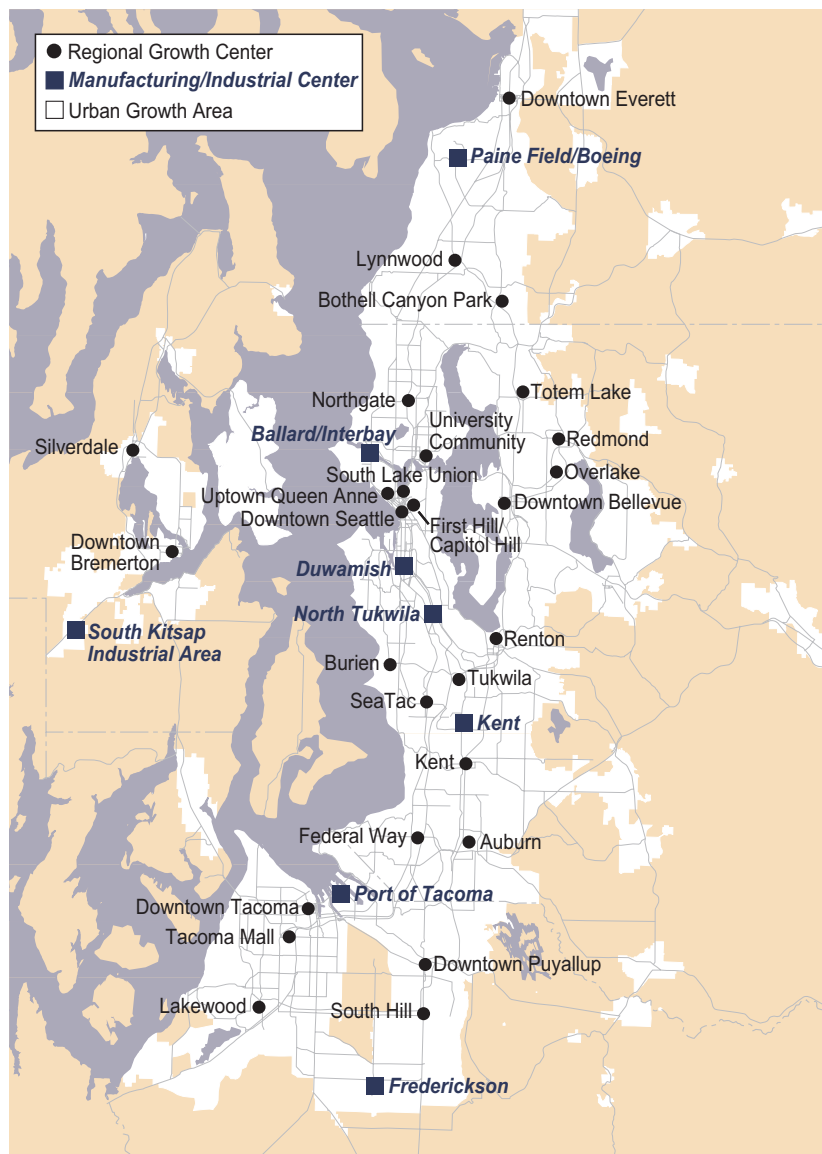 Regional Growth Center
Manufacturing/Industrial Center
Urban Growth Area
Downtown Everett
Paine Field/Boeing
Lynnwood
Bothell Canyon Park
Totem Lake
Northgate
University
Community
Ballard/Interbay
Redmond
Silverdale
Overlake
South Lake Union
Uptown Queen Anne
Downtown Bellevue
Downtown Seattle
First Hill/
Capitol Hill
Downtown
Bremerton
Duwamish
North Tukwila
South Kitsap
Industrial Area
Renton
Burien
Tukwila
SeaTac
Kent
Kent
Federal Way
Auburn
Port of Tacoma
Downtown Tacoma
Tacoma Mall
Downtown Puyallup
Lakewood
South Hill
Frederickson